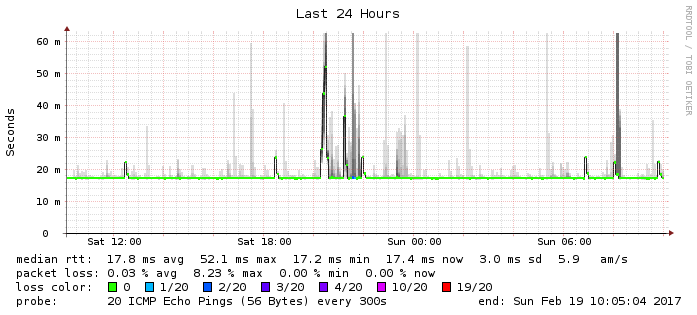 Last 24 Hours
RRDTOOL / TOBI OETIKER
Seconds
60 m
50 m
40 m
30 m
20 m
10 m
0
Sat 12:00 Sat 18:00 Sun 00:00 Sun 06:00
median rtt: 17.8 ms avg 52.1 ms max 17.2 ms min 17.4 ms now 3.0 ms sd 5.9 am/s
packet loss: 0.03 % avg 8.23 % max 0.00 % min 0.00 % now
loss color: 0 1/20 2/20 3/20 4/20 10/20 19/20
probe: 20 ICMP Echo Pings (56 Bytes) every 300s end: Sun Feb 19 10:05:04 2017